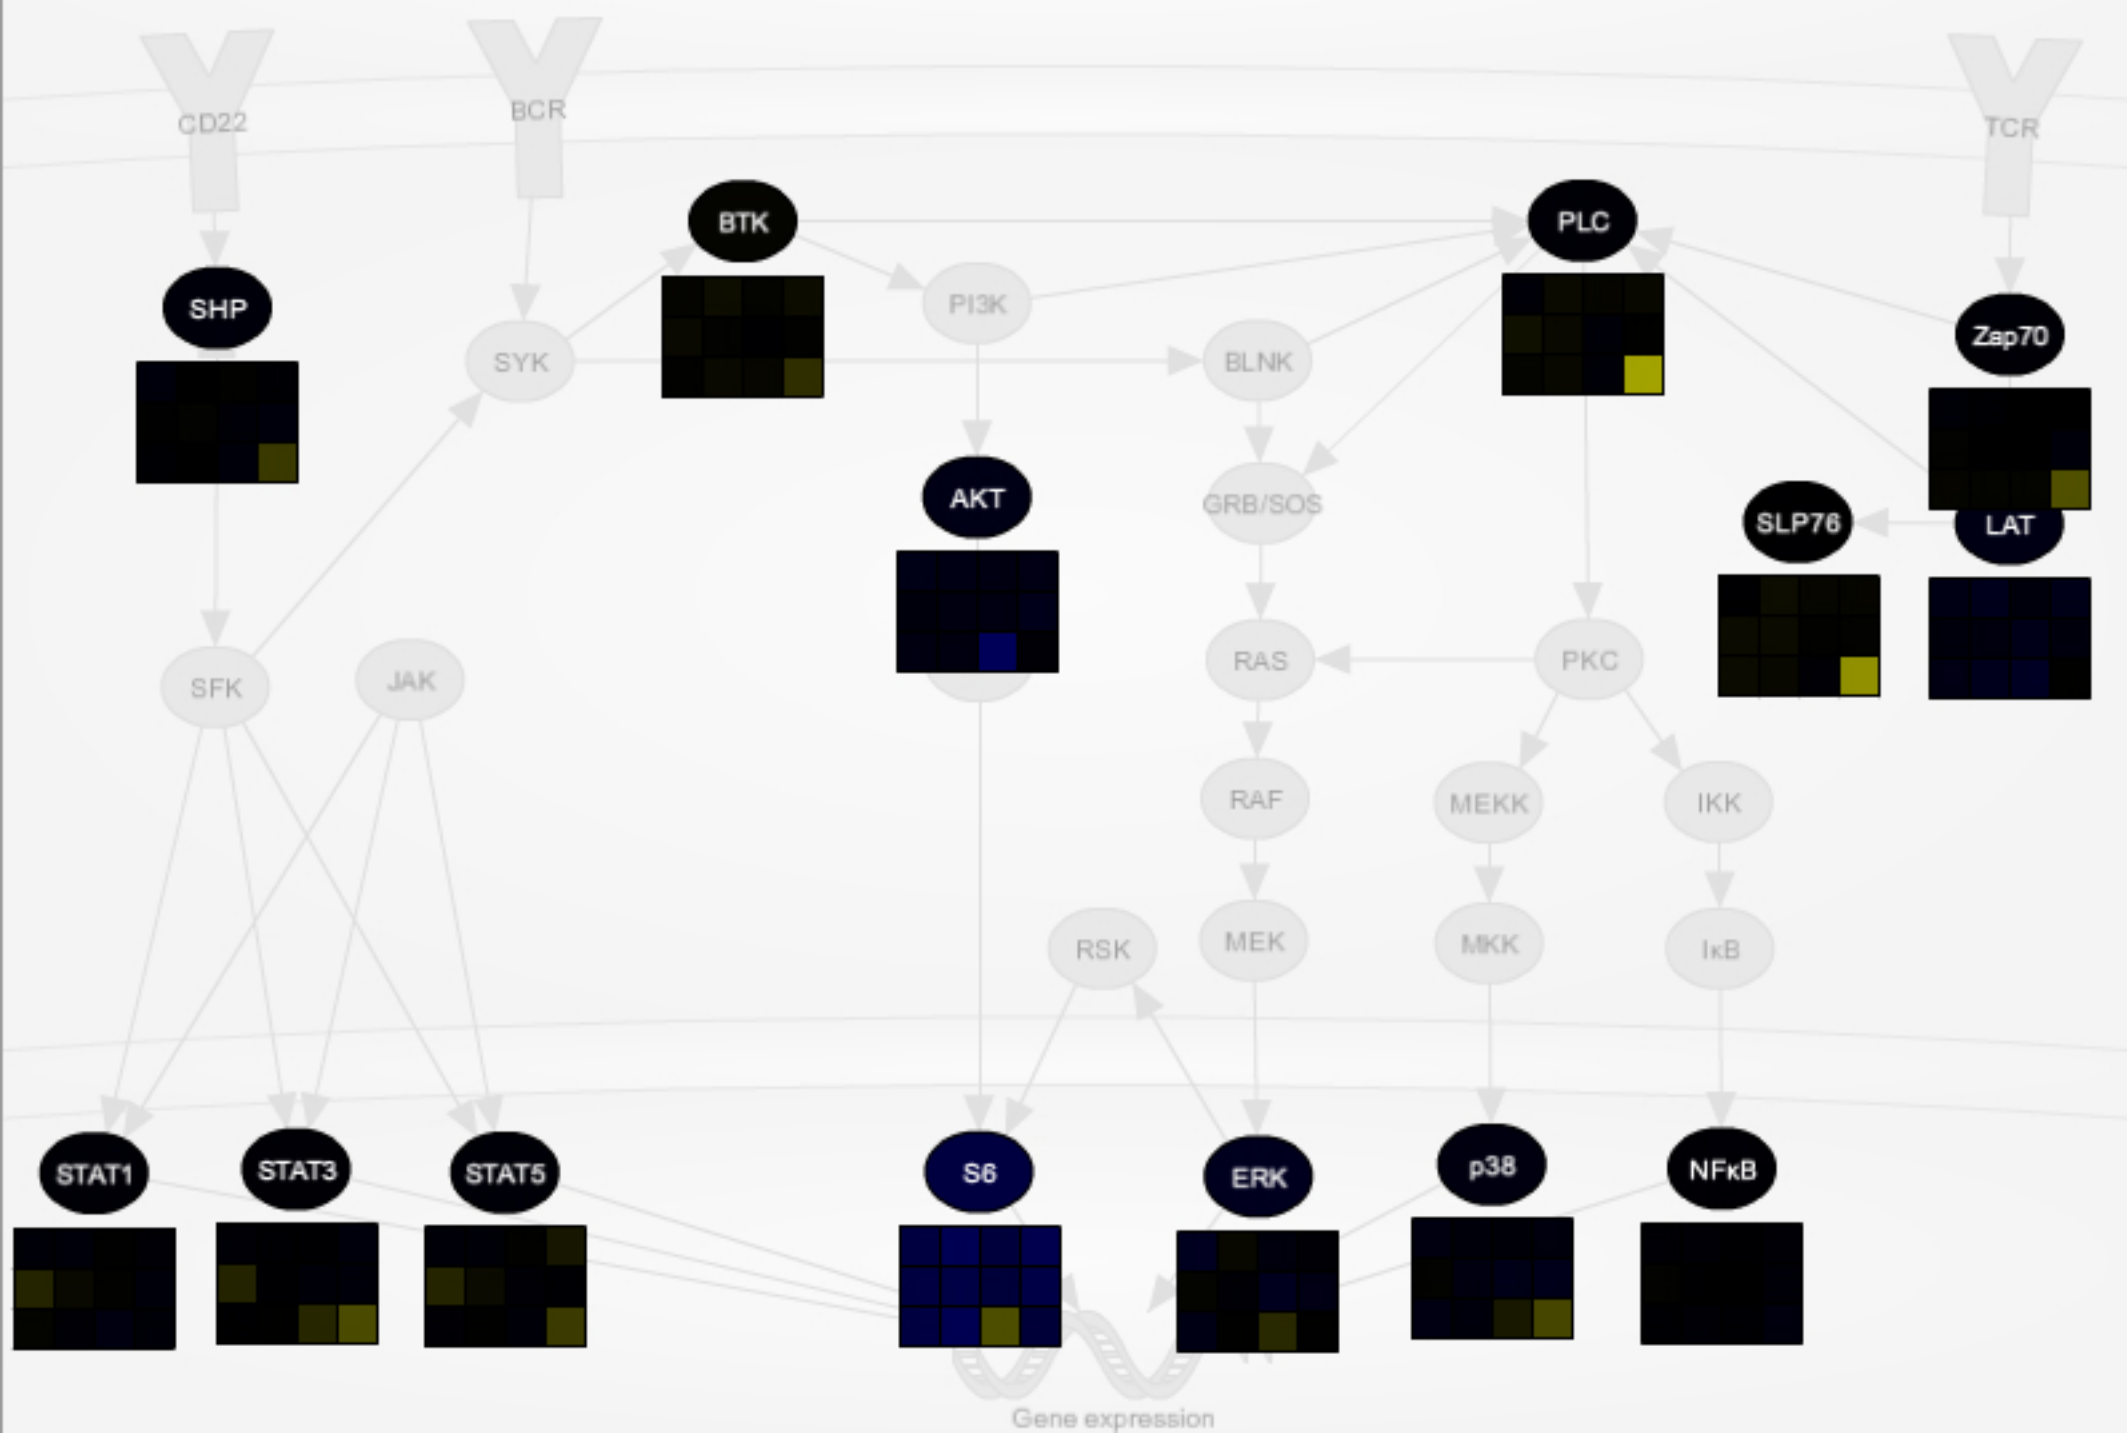 CD22
BCR
TCR
BTK
PLC
SHP
PI3K
Zap70
SYK
BLNK
AKT
GRB/SOS
SLP76
LAT
SFK
JAK
RAS
PKC
RAF
MEKK
IKK
RSK
MEK
MKK
IκB
STAT1
STAT3
STAT5
S6
ERK
p38
NFκB
Gene expression